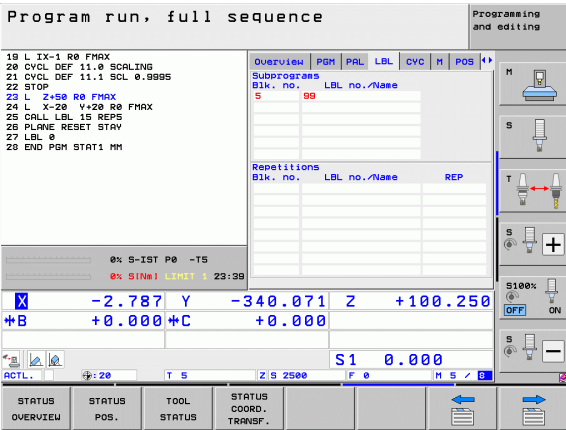 Program run, full sequence
Programming
and editing
19 L IX-1 R0 FMAX
20 CYCL DEF 11.0 SCALING
21 CYCL DEF 11.1 SCL 0.9995
22 STOP
23 L Z+50 R0 FMAX
24 L X-20 Y+20 R0 FMAX
25 CALL LBL 15 REP5
26 PLANE RESET STAY
27 LBL 0
28 END PGM STAT1 MM
Overview PGM PAL LBL CYC M POS
Subprograms
Blk. no. LBL no./Name
5 99
Repetitions
Blk. no. LBL no./Name REP
0% S-IST P0 -T5
0% S[Nm] LIMIT 1 23:39
X -2.787 Y -340.071 Z +100.250
B +0.000 C +0.000
S1 0.000
ACTL. :20 T 5 Z S 2500 F 0 M 5 / 8
M
S
T
S
S100%
OFF ON
S
STATUS
OVERVIEW
STATUS
POS.
TOOL
STATUS
STATUS
COORD.
TRANSF.